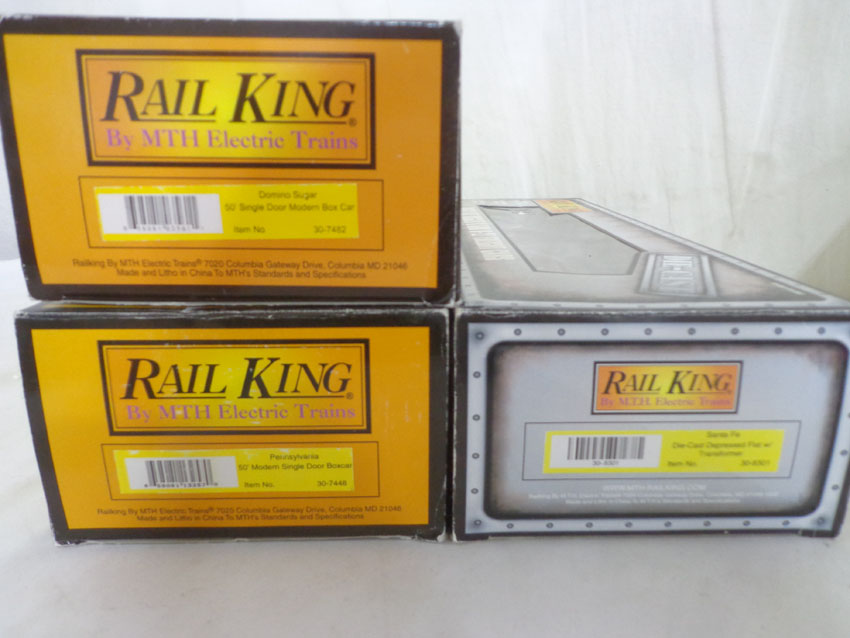 RAIL KING®
By MTH Electric Trains
Domino Sugar
50' Single Door Modern Box Car
Item No. 30-7482
Railking By MTH Electric Trains® 7020 Columbia Gateway Drive, Columbia MD 21046
Made and Litho in China To MTH's Standards and Specifications
RAIL KING®
By MTH Electric Trains
Pennsylvania
50' Modern Single Door Boxcar
Item No. 30-7448
Railking By MTH Electric Trains® 7020 Columbia Gateway Drive, Columbia MD 21046
Made and Litho in China To MTH's Standards and Specifications
RAIL KING
By M.T.H. Electric Trains
Santa Fe
Die-Cast Depressed Flat w/
Transformer
30-8301
Item No. 30-8301
WWW.MTH-RAILKING.COM